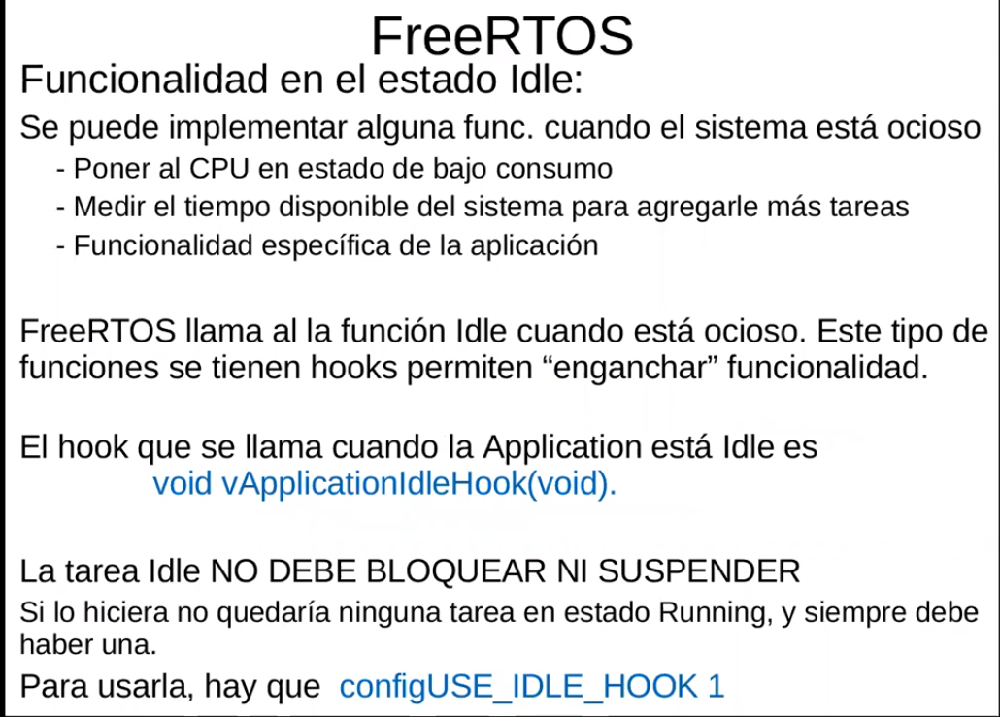 FreeRTOS
Funcionalidad en el estado Idle:
Se puede implementar alguna func. cuando el sistema está ocioso
- Poner al CPU en estado de bajo consumo
- Medir el tiempo disponible del sistema para agregarle más tareas
- Funcionalidad específica de la aplicación
FreeRTOS llama al la función Idle cuando está ocioso. Este tipo de
funciones se tienen hooks permiten “enganchar” funcionalidad.
El hook que se llama cuando la Application está Idle es
void vApplicationIdleHook(void).
La tarea Idle NO DEBE BLOQUEAR NI SUSPENDER
Si lo hiciera no quedaría ninguna tarea en estado Running, y siempre debe
haber una.
Para usarla, hay que configUSE_IDLE_HOOK 1